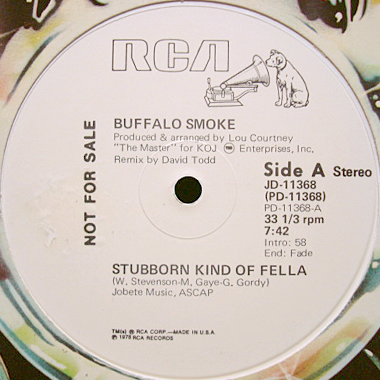 RCA
NOT FOR SALE
BUFFALO SMOKE
Produced & arranged by Lou Courtney
"The Master" for KOJ Enterprises, Inc.
Remix by David Todd
Side A Stereo
JD-11368
(PD-11368)
PD-11368-A
33 1/3 rpm
7:42
Intro: 58
End: Fade
STUBBORN KIND OF FELLA
(W. Stevenson-M. Gaye-G. Gordy)
Jobete Music, ASCAP
TM(s) ® RCA CORP.—MADE IN U.S.A.
℗ 1978 RCA RECORDS